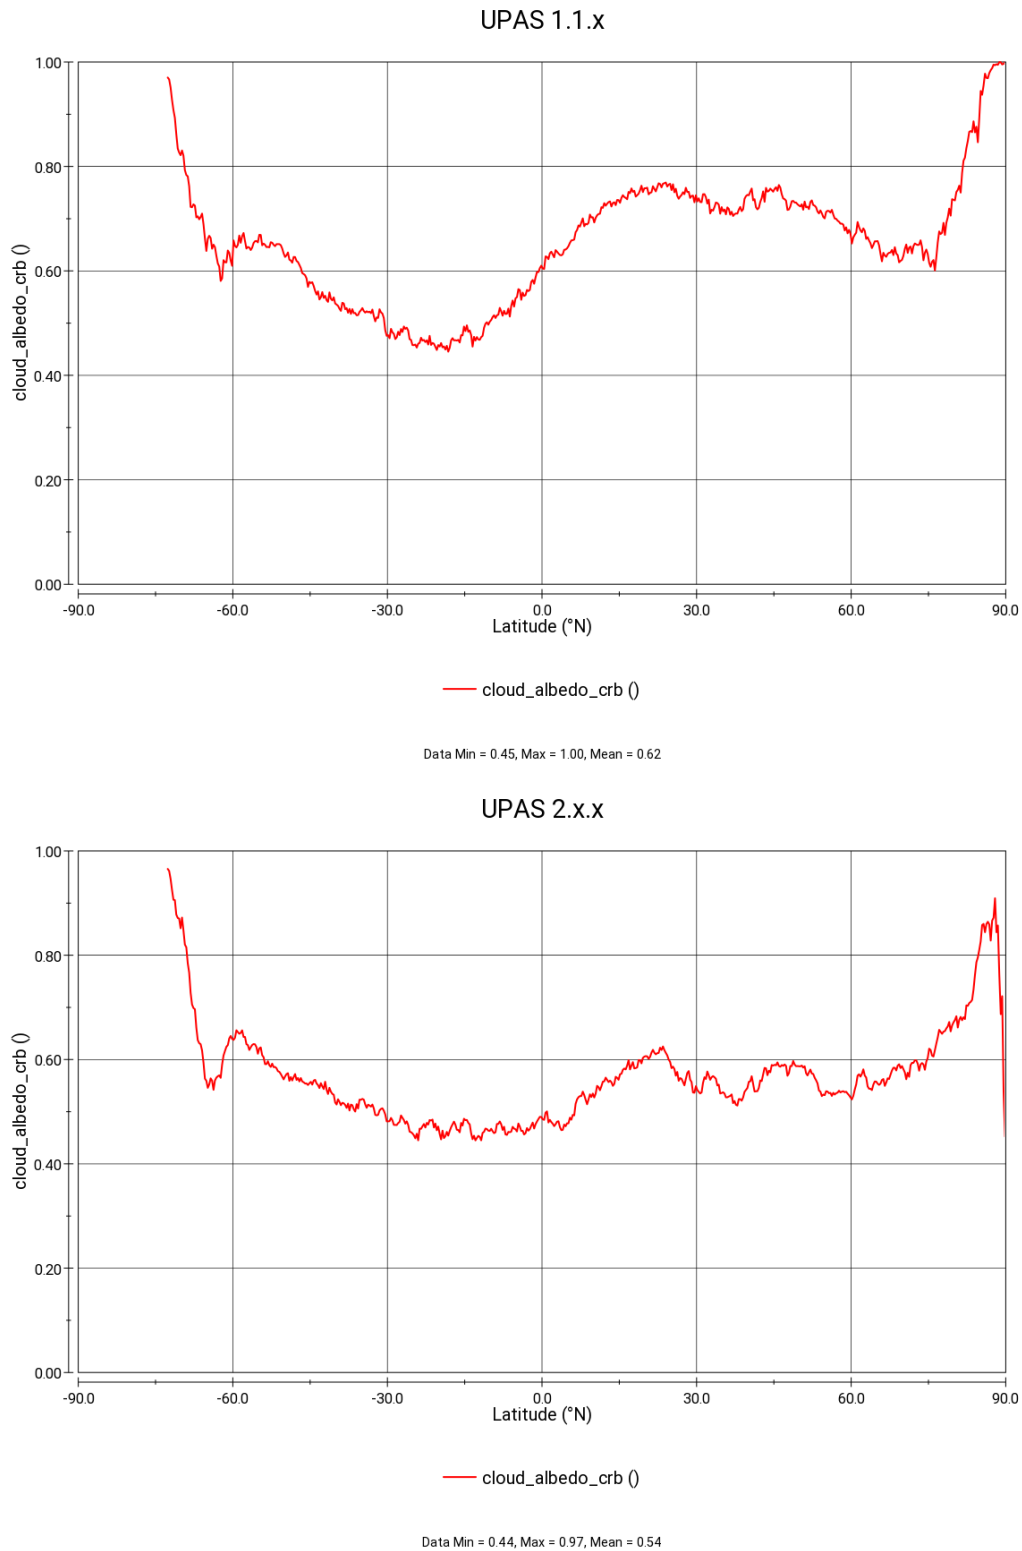 UPAS 1.1.x
1.00
0.80
0.60
0.40
0.20
0.00
cloud_albedo_crb ()
-90.0 -60.0 -30.0 0.0 30.0 60.0 90.0
Latitude (°N)
cloud_albedo_crb ()
Data Min = 0.45, Max = 1.00, Mean = 0.62
UPAS 2.x.x
1.00
0.80
0.60
0.40
0.20
0.00
cloud_albedo_crb ()
-90.0 -60.0 -30.0 0.0 30.0 60.0 90.0
Latitude (°N)
cloud_albedo_crb ()
Data Min = 0.44, Max = 0.97, Mean = 0.54